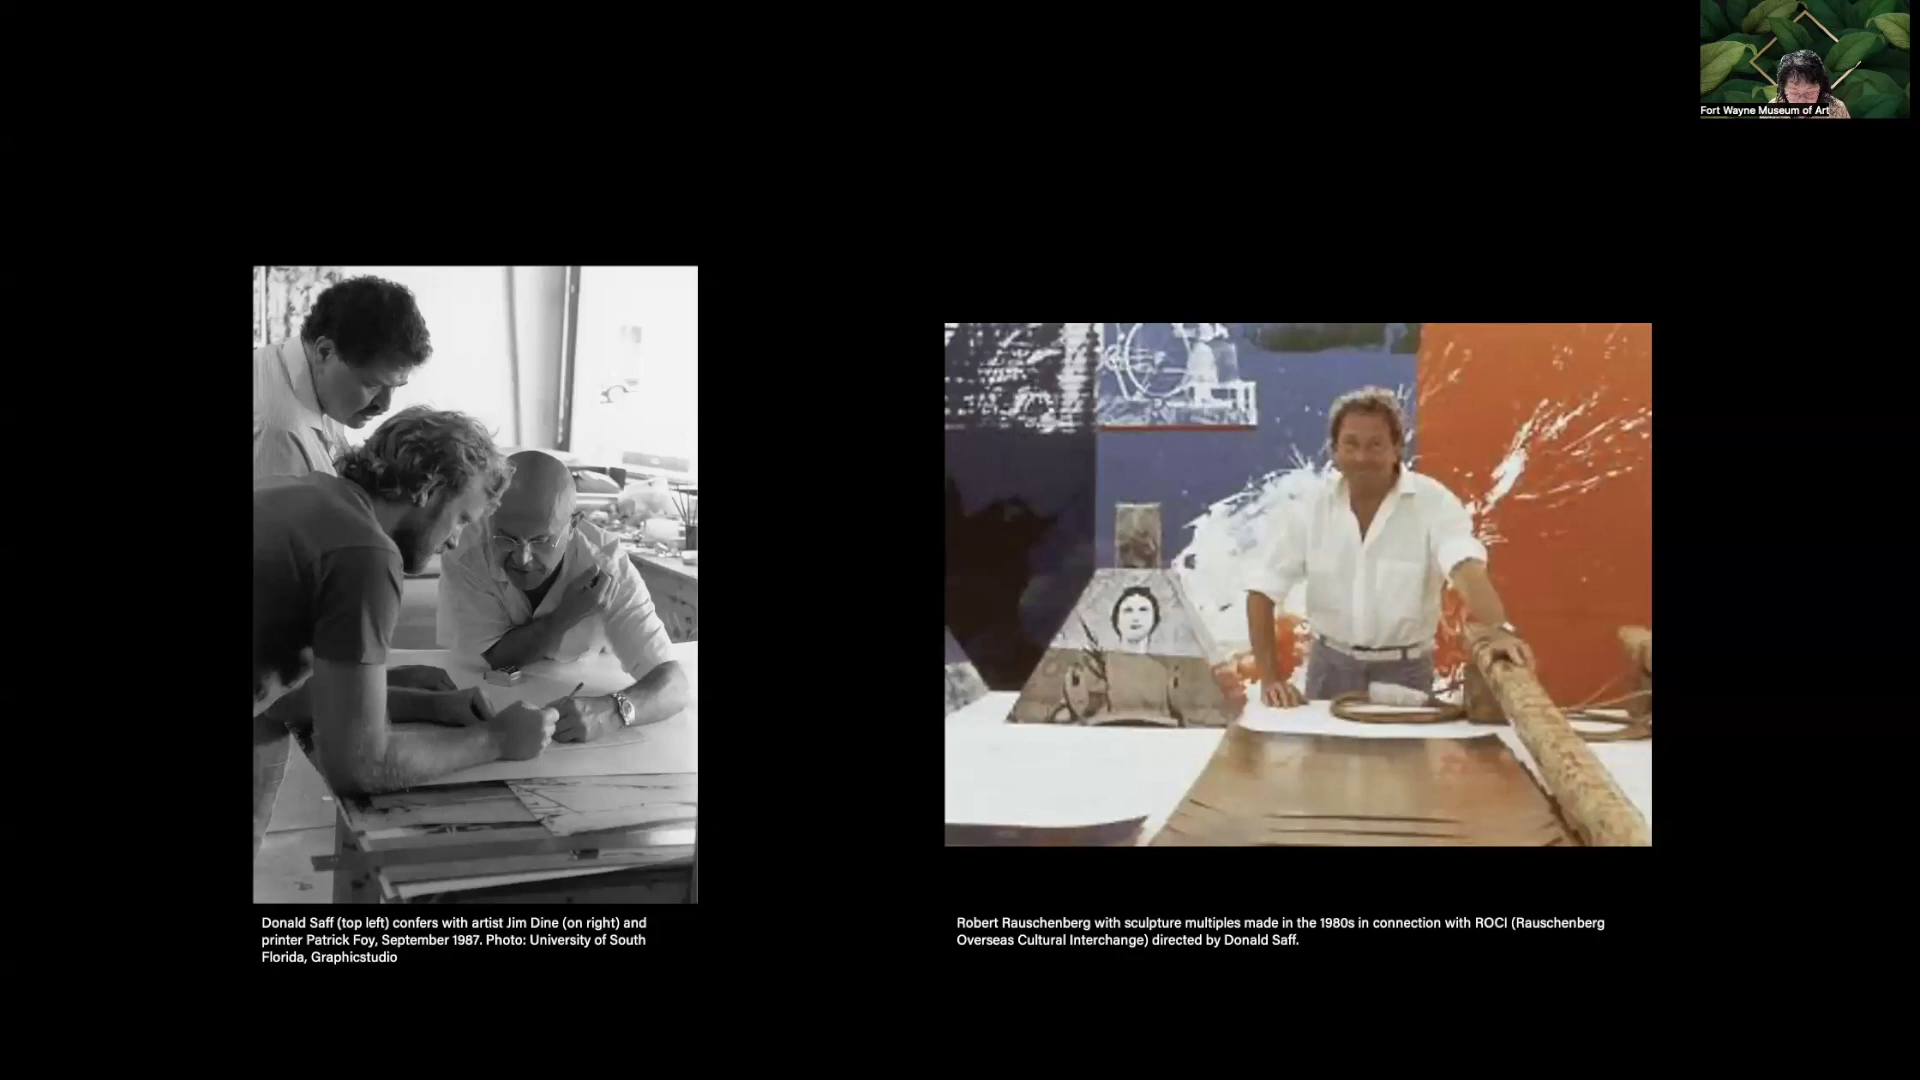 Fort Wayne Museum of Art
Donald Saff (top left) confers with artist Jim Dine (on right) and
printer Patrick Foy, September 1987. Photo: University of South
Florida, Graphicstudio
Robert Rauschenberg with sculpture multiples made in the 1980s in connection with ROCI (Rauschenberg
Overseas Cultural Interchange) directed by Donald Saff.